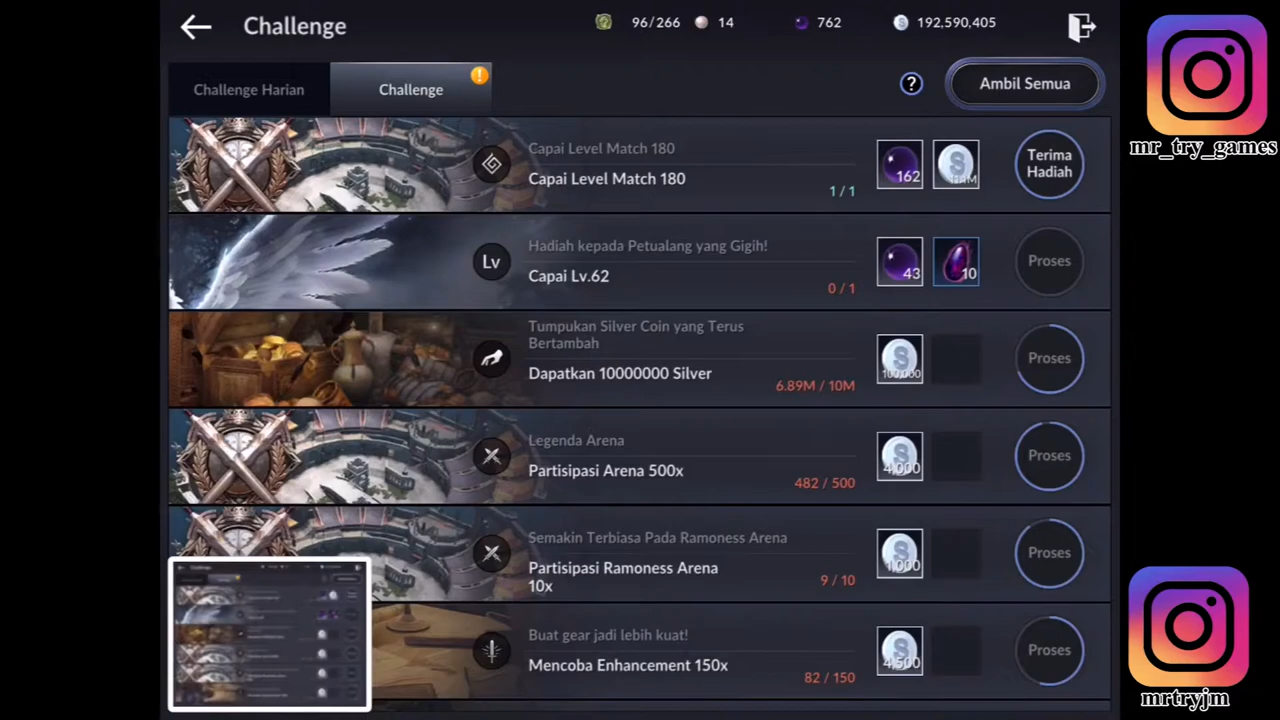 Challenge
96/266
14
762
192,590,405
Challenge Harian
Challenge
!
?
Ambil Semua
Capai Level Match 180
Capai Level Match 180
1 / 1
162
Terima
Hadiah
Hadiah kepada Petualang yang Gigih!
Lv
Capai Lv.62
0 / 1
43
10
Proses
Tumpukan Silver Coin yang Terus
Bertambah
Dapatkan 10000000 Silver
6.89M / 10M
100,000
Proses
Legenda Arena
Partisipasi Arena 500x
482 / 500
4,000
Proses
Semakin Terbiasa Pada Ramoness Arena
Partisipasi Ramoness Arena
10x
9 / 10
1,000
Proses
Buat gear jadi lebih kuat!
Mencoba Enhancement 150x
82 / 150
4,500
Proses
mr_try_games
mrtryjm